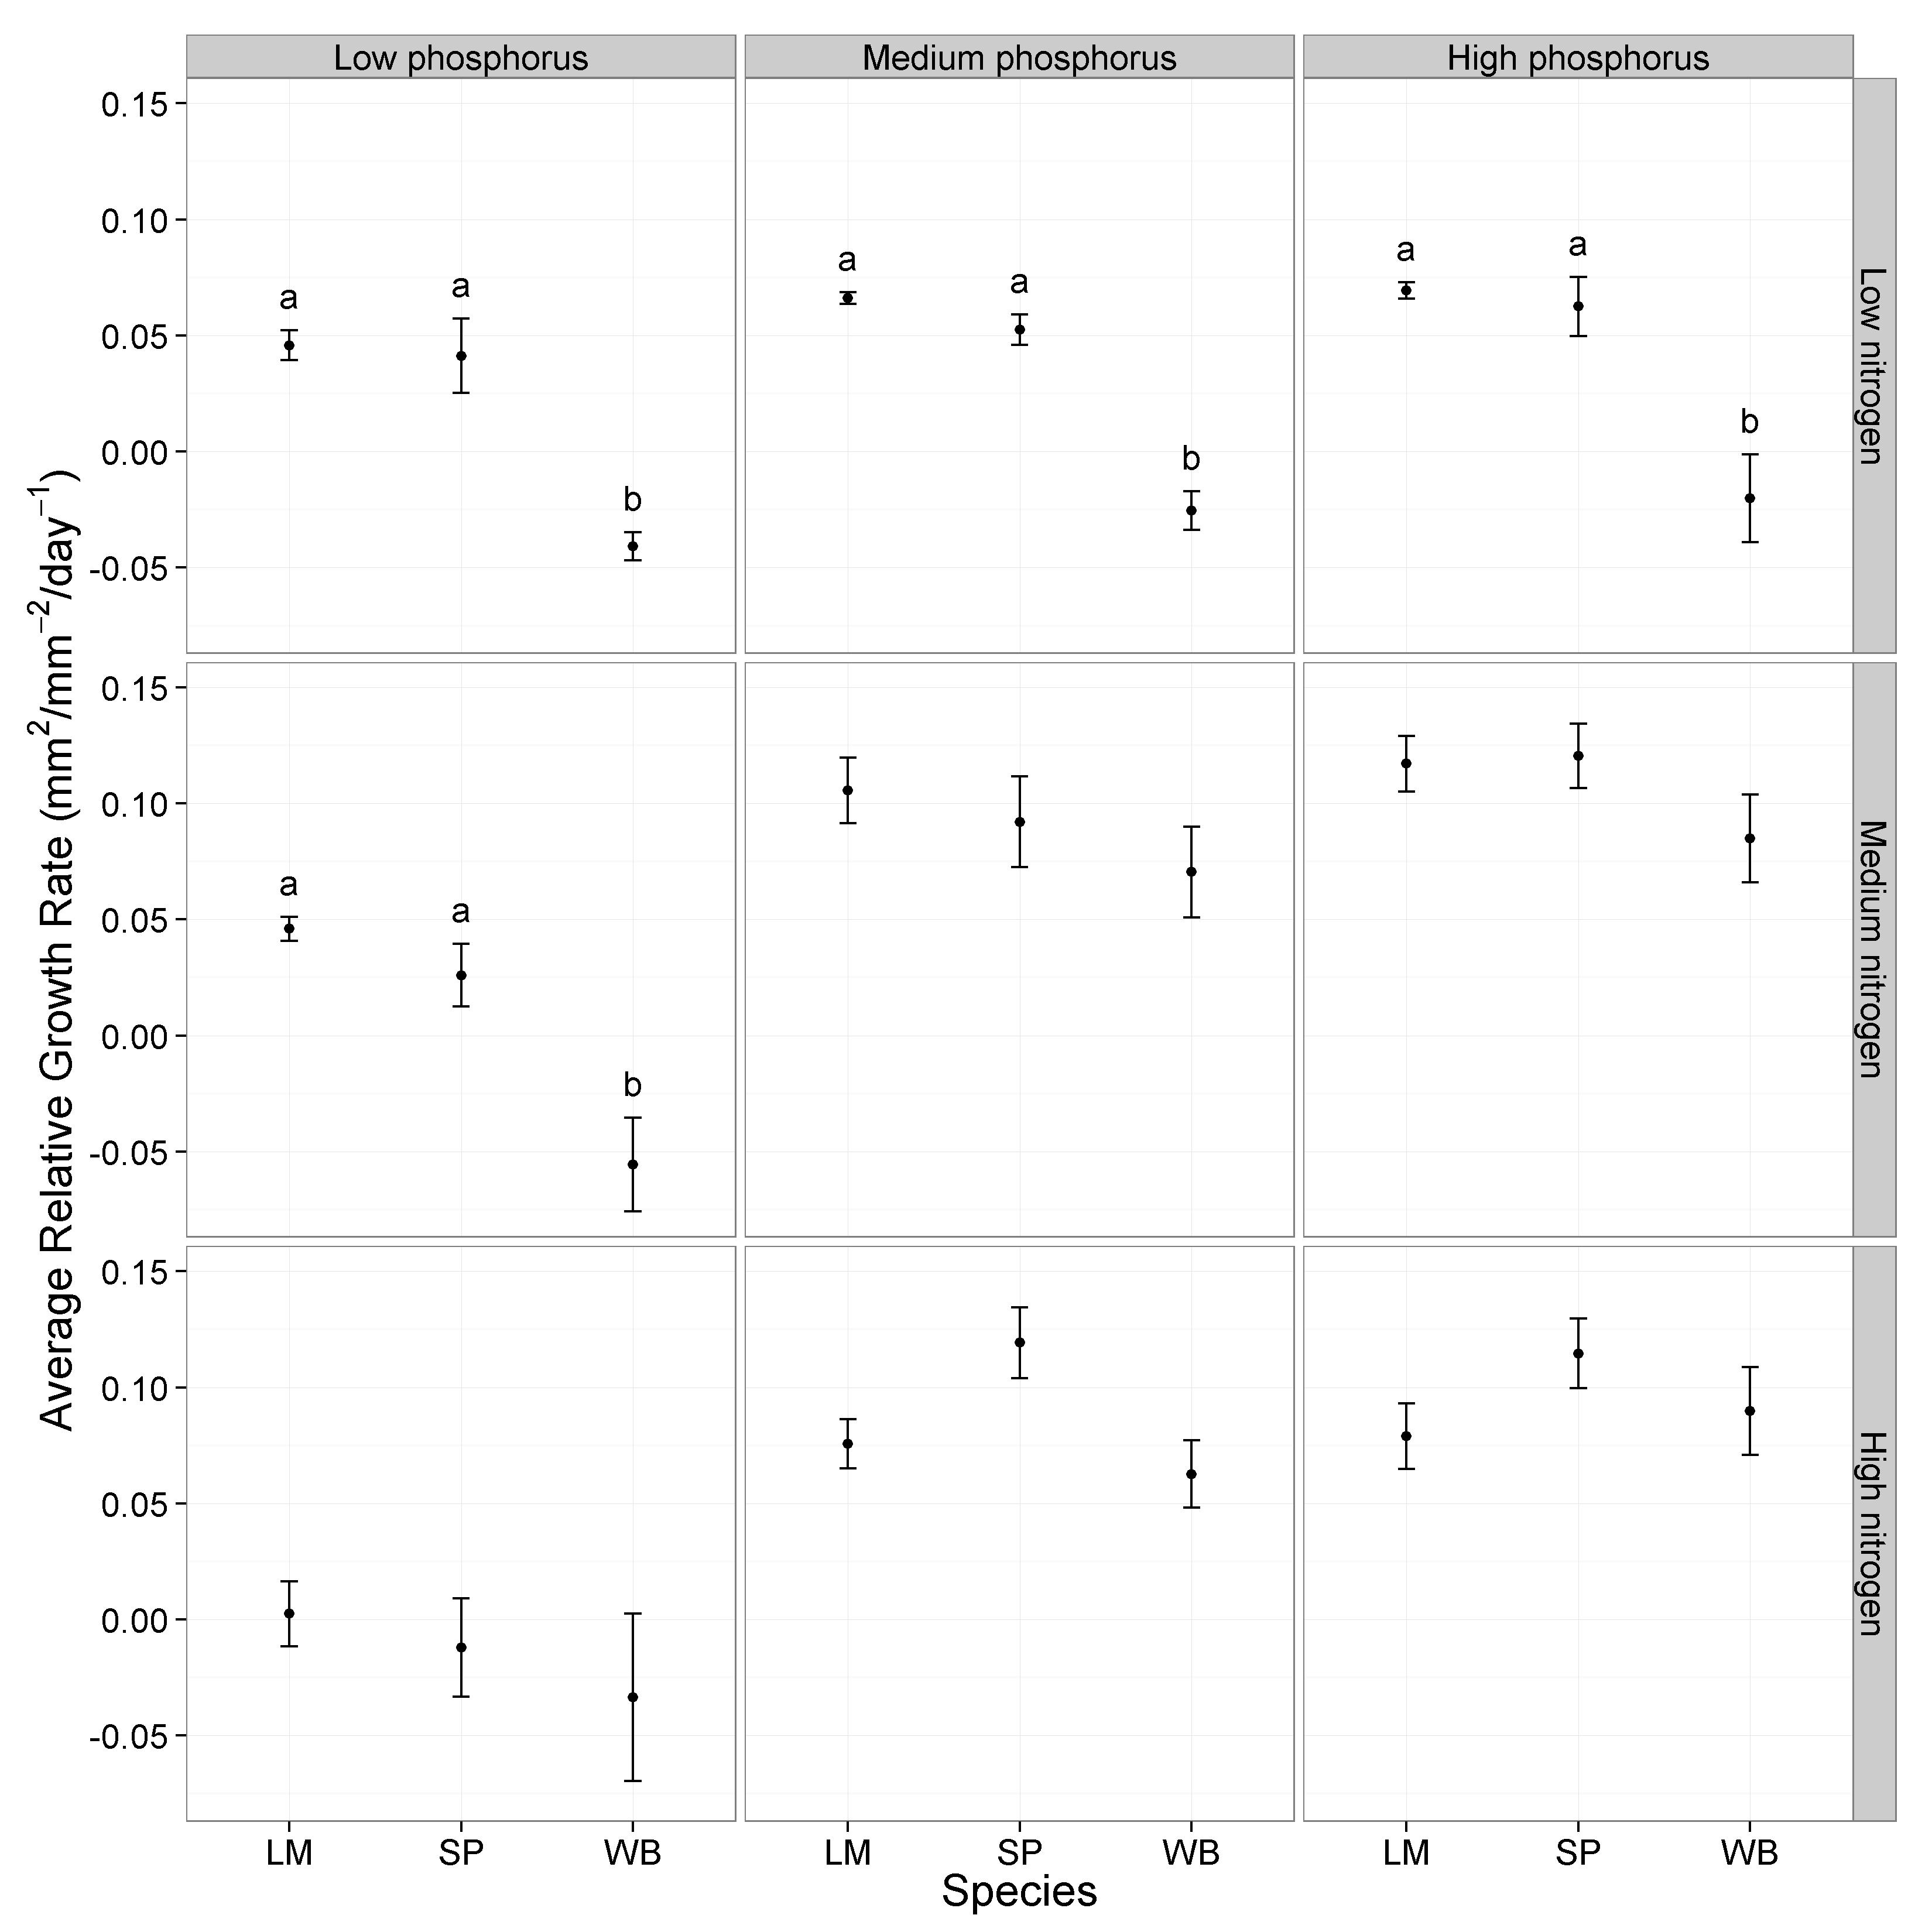 Low phosphorus
Medium phosphorus
High phosphorus
Average Relative Growth Rate (mm²/mm⁻²/day⁻¹)
0.15
0.10
0.05
0.00
-0.05
a
a
b
a
a
b
a
a
b
Low nitrogen
0.15
0.10
0.05
0.00
-0.05
a
a
b
Medium nitrogen
0.15
0.10
0.05
0.00
-0.05
High nitrogen
LM SP WB
LM SP WB
LM SP WB
Species